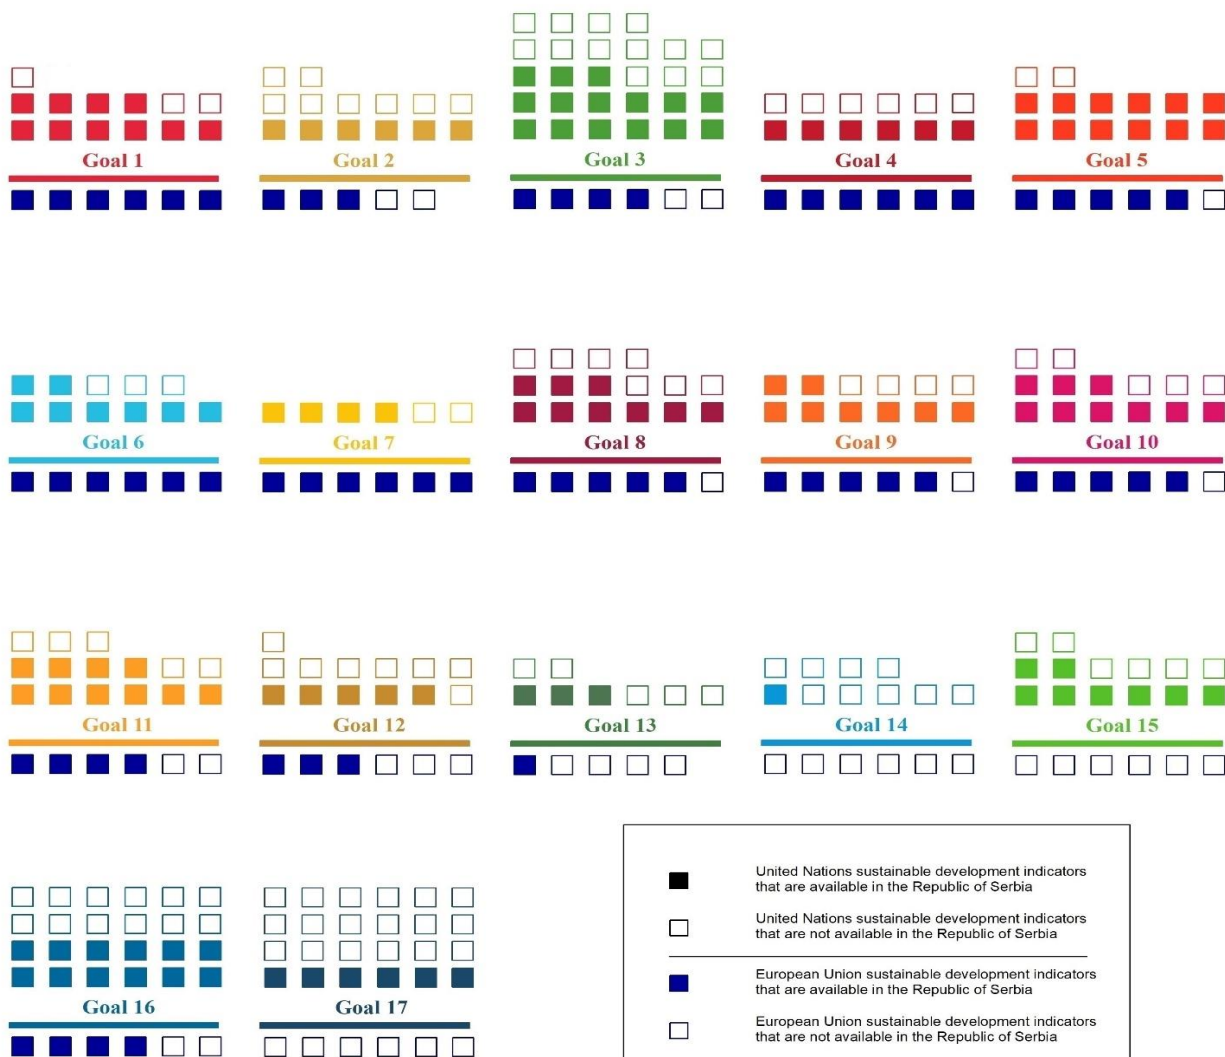 Goal 1
Goal 2
Goal 3
Goal 4
Goal 5
Goal 6
Goal 7
Goal 8
Goal 9
Goal 10
Goal 11
Goal 12
Goal 13
Goal 14
Goal 15
Goal 16
Goal 17
United Nations sustainable development indicators
that are available in the Republic of Serbia
United Nations sustainable development indicators
that are not available in the Republic of Serbia
European Union sustainable development indicators
that are available in the Republic of Serbia
European Union sustainable development indicators
that are not available in the Republic of Serbia